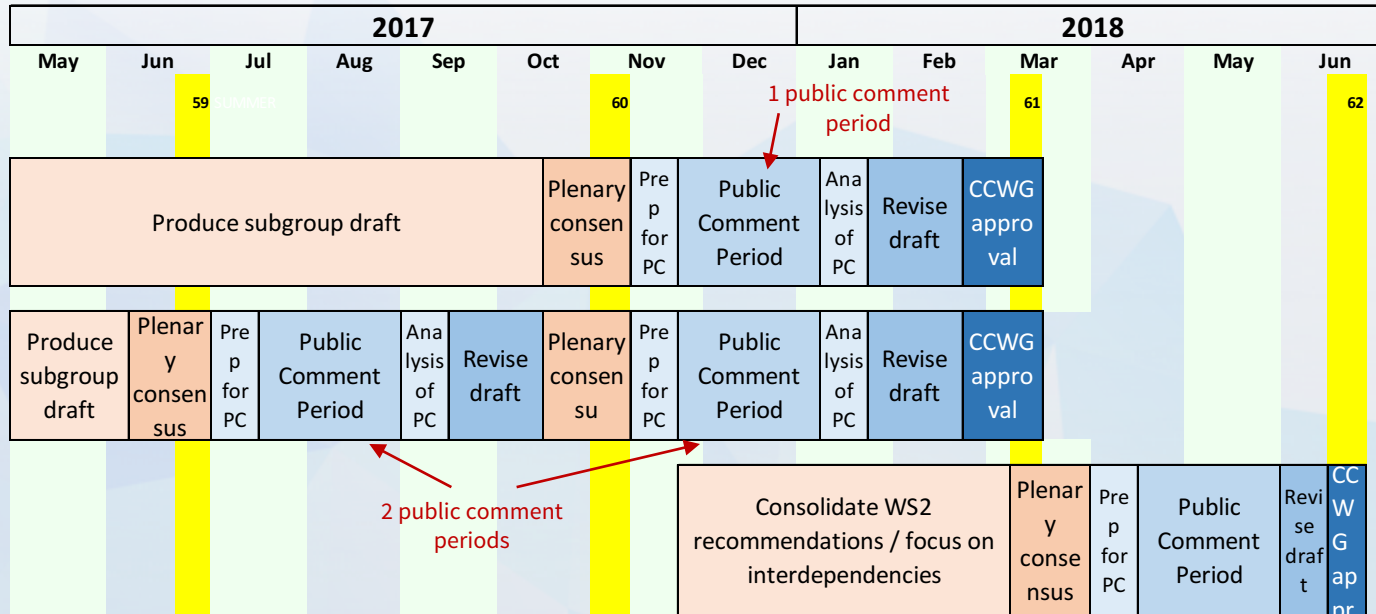 2017
2018
May
Jun
Jul
Aug
Sep
Oct
Nov
Dec
Jan
Feb
Mar
Apr
May
Jun
59 SUMMER
60
61
62
1 public comment
period
Produce subgroup draft
Plenary
consen
sus
Pre
p
for
PC
Public
Comment
Period
Ana
lysis
of
PC
Revise
draft
CCWG
appro
val
Produce
subgroup
draft
Plenar
y
consen
sus
Pre
p
for
PC
Public
Comment
Period
Ana
lysis
of
PC
Revise
draft
Plenary
consen
su
Pre
p
for
PC
Public
Comment
Period
Ana
lysis
of
PC
Revise
draft
CCWG
appro
val
2 public comment
periods
Consolidate WS2
recommendations / focus on
interdependencies
Plenar
y
conse
nsus
Pre
p
for
PC
Public
Comment
Period
Revi
se
draf
t
CC
W
G
ap
pr